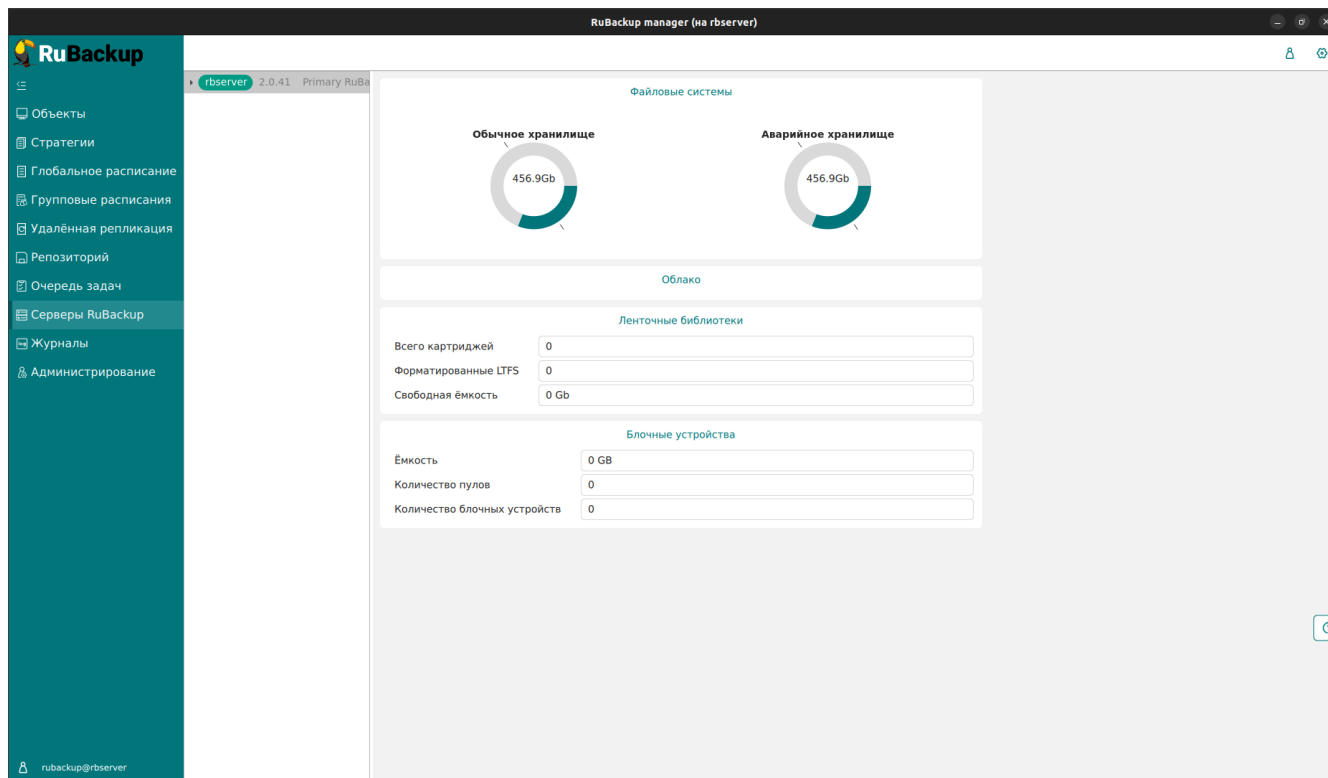 RuBackup manager (на rbserver)
RuBackup
rbserver 2.0.41 Primary RuBa
Объекты
Стратегии
Глобальное расписание
Групповые расписания
Удалённая репликация
Репозиторий
Очередь задач
Серверы RuBackup
Журналы
Администрирование
rubackup@rbserver
Файловые системы
Обычное хранилище
Аварийное хранилище
456.9Gb
456.9Gb
Облако
Ленточные библиотеки
Всего картриджей 0
Форматированные LTFS 0
Свободная ёмкость 0 Gb
Блочные устройства
Ёмкость 0 GB
Количество пулов 0
Количество блочных устройств 0